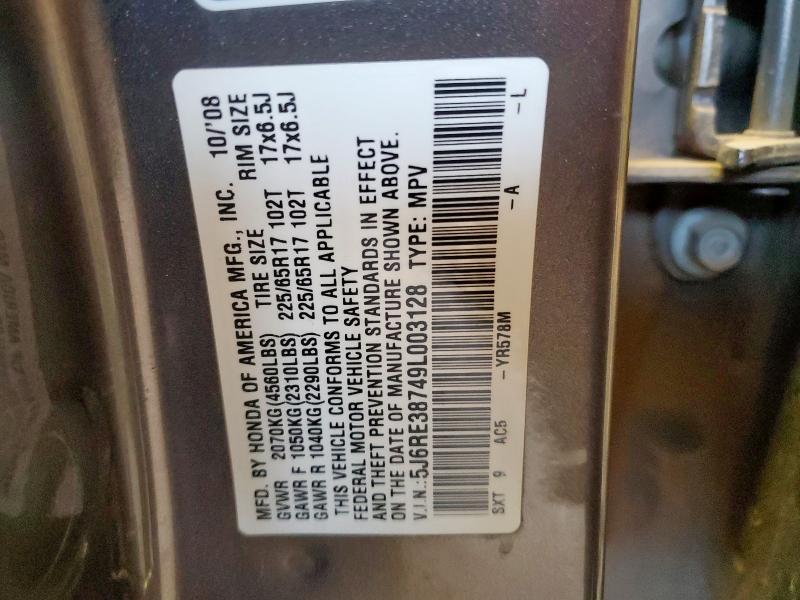 MFD. BY HONDA OF AMERICA MFG., INC. 10/'08
GVWR 2070KG(4560LBS) TIRE SIZE RIM SIZE
GAWR F 1050KG(2310LBS) 225/65R17 102T 17x6.5J
GAWR R 1040KG(2290LBS) 225/65R17 102T 17x6.5J
THIS VEHICLE CONFORMS TO ALL APPLICABLE
FEDERAL MOTOR VEHICLE SAFETY
AND THEFT PREVENTION STANDARDS IN EFFECT
ON THE DATE OF MANUFACTURE SHOWN ABOVE.
V.I.N.:5J6RE38749L003128 TYPE: MPV
SXT 9 AC5 -YR578M -A -L